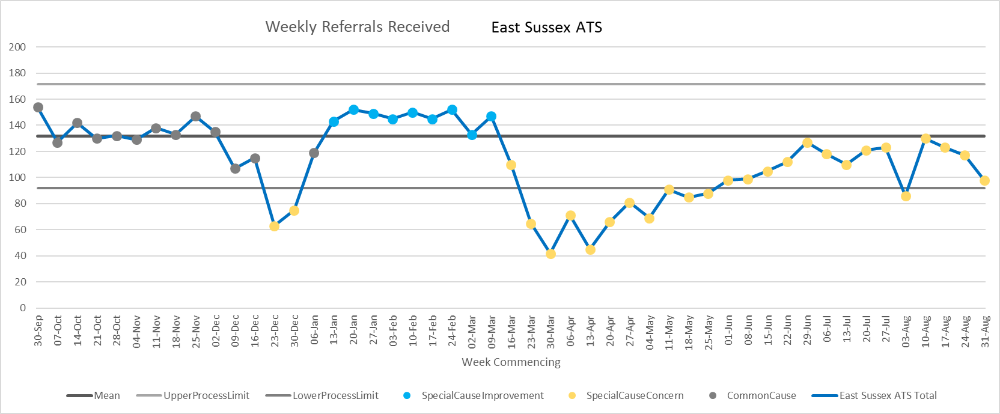 Weekly Referrals Received East Sussex ATS
200
180
160
140
120
100
80
60
40
20
0
30-Sep
07-Oct
14-Oct
21-Oct
28-Oct
04-Nov
11-Nov
18-Nov
25-Nov
02-Dec
09-Dec
16-Dec
23-Dec
30-Dec
06-Jan
13-Jan
20-Jan
27-Jan
03-Feb
10-Feb
17-Feb
24-Feb
02-Mar
09-Mar
16-Mar
23-Mar
30-Mar
06-Apr
13-Apr
20-Apr
27-Apr
04-May
11-May
18-May
25-May
01-Jun
08-Jun
15-Jun
22-Jun
29-Jun
06-Jul
13-Jul
20-Jul
27-Jul
03-Aug
10-Aug
17-Aug
24-Aug
31-Aug
Week Commencing
Mean UpperProcessLimit LowerProcessLimit SpecialCauseImprovement SpecialCauseConcern CommonCause East Sussex ATS Total